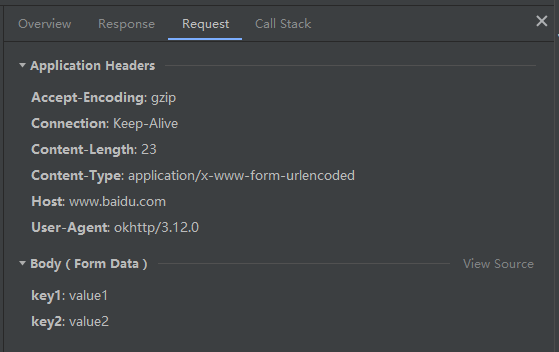 Overview Response Request Call Stack
Application Headers
Accept-Encoding: gzip
Connection: Keep-Alive
Content-Length: 23
Content-Type: application/x-www-form-urlencoded
Host: www.baidu.com
User-Agent: okhttp/3.12.0
Body ( Form Data ) View Source
key1: value1
key2: value2